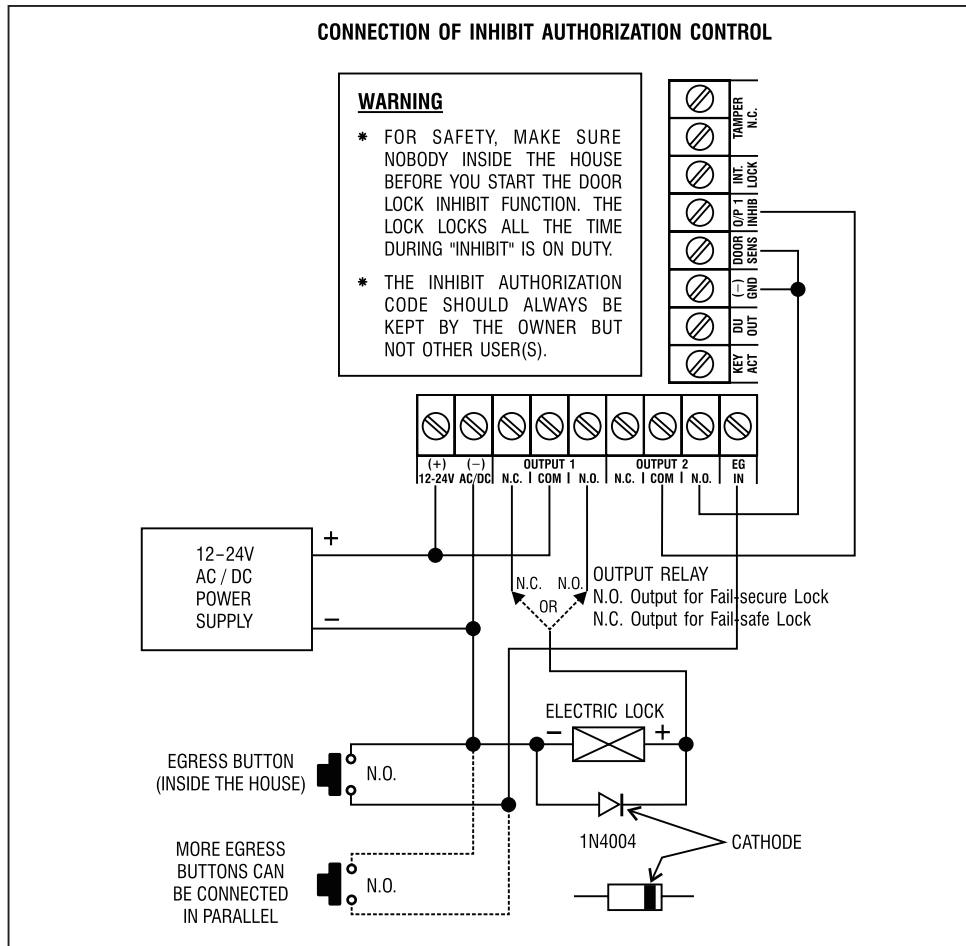 CONNECTION OF INHIBIT AUTHORIZATION CONTROL
WARNING
* FOR SAFETY, MAKE SURE
NOBODY INSIDE THE HOUSE
BEFORE YOU START THE DOOR
LOCK INHIBIT FUNCTION. THE
LOCK LOCKS ALL THE TIME
DURING "INHIBIT" IS ON DUTY.
* THE INHIBIT AUTHORIZATION
CODE SHOULD ALWAYS BE
KEPT BY THE OWNER BUT
NOT OTHER USER(S).
TAMPER
N.C.
INT.
LOCK
O/P 1
INHIB
DOOR
SENS
(−)
GND
DU
OUT
KEY
ACT
(+) (−) OUTPUT 1 OUTPUT 2 EG
12-24V AC/DC N.C. COM N.O. N.C. COM N.O. IN
12–24V
AC / DC
POWER
SUPPLY
+
−
N.C. N.O.
OR
OUTPUT RELAY
N.O. Output for Fail-secure Lock
N.C. Output for Fail-safe Lock
ELECTRIC LOCK
− +
EGRESS BUTTON
(INSIDE THE HOUSE)
N.O.
1N4004
CATHODE
MORE EGRESS
BUTTONS CAN
BE CONNECTED
IN PARALLEL
N.O.